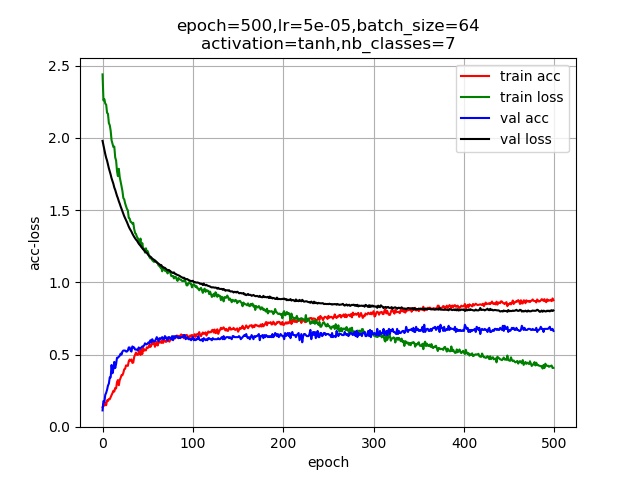 epoch=500,lr=5e-05,batch_size=64
activation=tanh,nb_classes=7
2.5
2.0
1.5
1.0
0.5
0.0
acc-loss
train acc
train loss
val acc
val loss
0 100 200 300 400 500
epoch